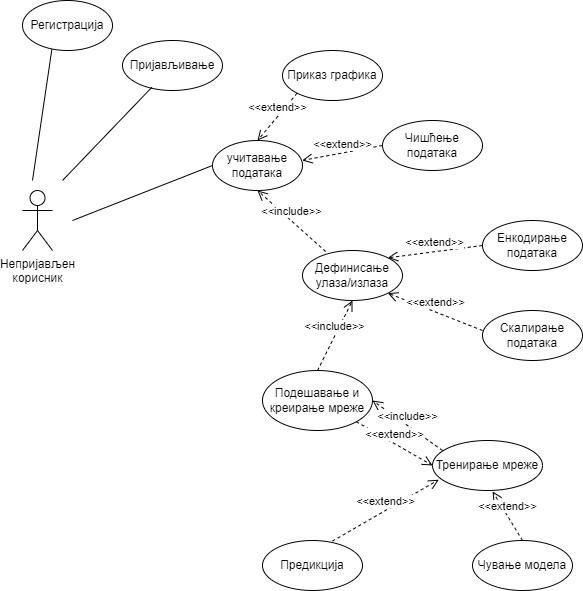 Регистрација
Пријављивање
Приказ графика
<<extend>>
Чишћење
података
<<extend>>
учитавање
података
Непријављен
корисник
<<include>>
Енкодирање
података
<<extend>>
Дефинисање
улаза/излаза
<<extend>>
Скалирање
података
<<include>>
Подешавање и
креирање мреже
<<include>>
<<extend>>
Тренирање мреже
<<extend>>
<<extend>>
Предикција
Чување модела